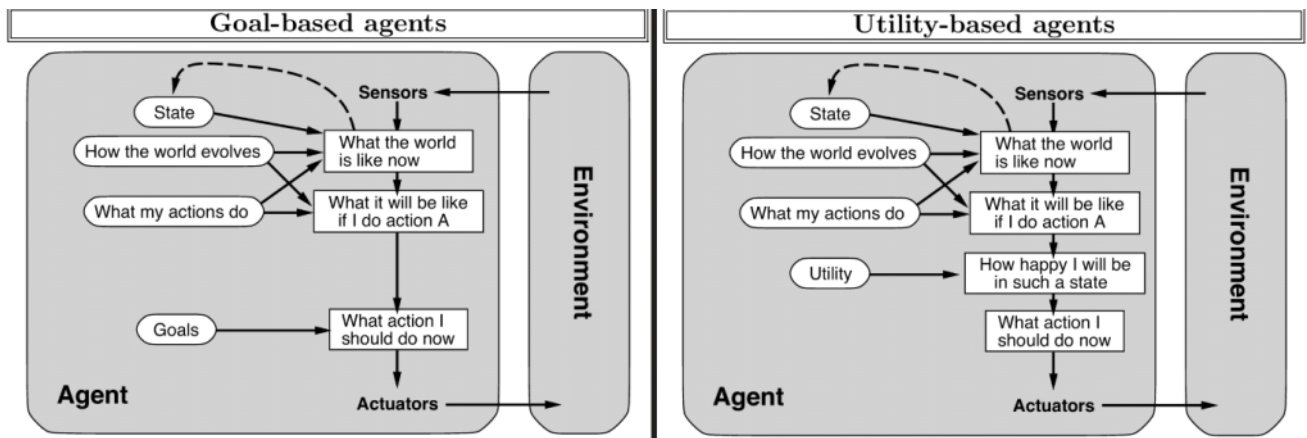 Goal-based agents
Sensors
State
What the world
is like now
How the world evolves
What it will be like
if I do action A
What my actions do
Goals
What action I
should do now
Agent
Actuators
Environment
Utility-based agents
Sensors
State
What the world
is like now
How the world evolves
What it will be like
if I do action A
What my actions do
How happy I will be
in such a state
Utility
What action I
should do now
Agent
Actuators
Environment